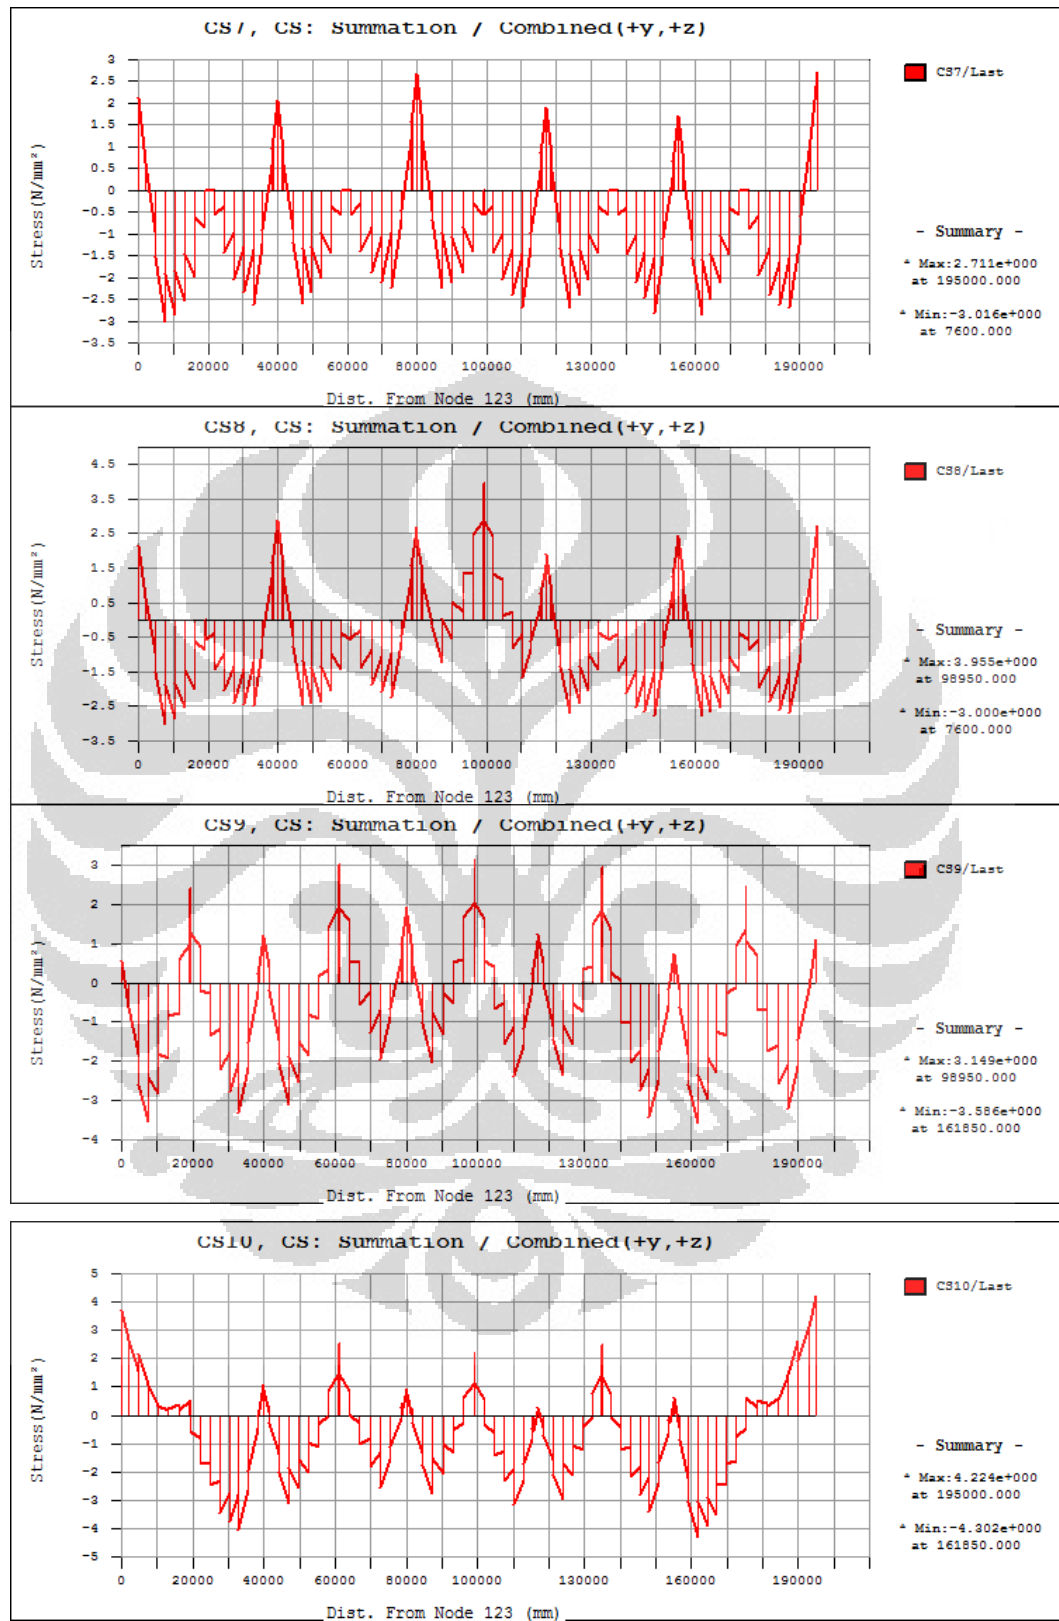 CS7, CS: Summation / Combined(+y,+z)
3
2.5
2
1.5
1
0.5
0
-0.5
-1
-1.5
-2
-2.5
-3
-3.5
Stress(N/mm²)
0 20000 40000 60000 80000 100000 130000 160000 190000
Dist. From Node 123 (mm)
CS7/Last
- Summary -
* Max:2.711e+000
at 195000.000
* Min:-3.016e+000
at 7600.000
CS8, CS: Summation / Combined(+y,+z)
4.5
3.5
2.5
1.5
0.5
-0.5
-1.5
-2.5
-3.5
Stress(N/mm²)
0 20000 40000 60000 80000 100000 130000 160000 190000
Dist. From Node 123 (mm)
CS8/Last
- Summary -
* Max:3.955e+000
at 98950.000
* Min:-3.000e+000
at 7600.000
CS9, CS: Summation / Combined(+y,+z)
3
2
1
0
-1
-2
-3
-4
Stress(N/mm²)
0 20000 40000 60000 80000 100000 130000 160000 190000
Dist. From Node 123 (mm)
CS9/Last
- Summary -
* Max:3.149e+000
at 98950.000
* Min:-3.586e+000
at 161850.000
CS10, CS: Summation / Combined(+y,+z)
5
4
3
2
1
0
-1
-2
-3
-4
-5
Stress(N/mm²)
0 20000 40000 60000 80000 100000 130000 160000 190000
Dist. From Node 123 (mm)
CS10/Last
- Summary -
* Max:4.224e+000
at 195000.000
* Min:-4.302e+000
at 161850.000